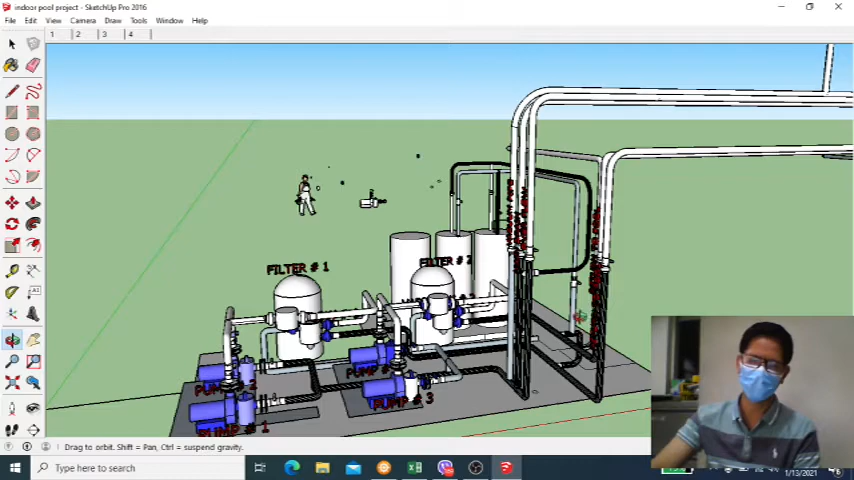 indoor pool project - SketchUp Pro 2016
File Edit View Camera Draw Tools Window Help
1 2 3 4
FILTER # 1
FILTER # 2
PUMP # 2
PUMP #
PUMP # 3
PUMP # 1
Drag to orbit. Shift = Pan, Ctrl = suspend gravity.
Type here to search
1/13/2021